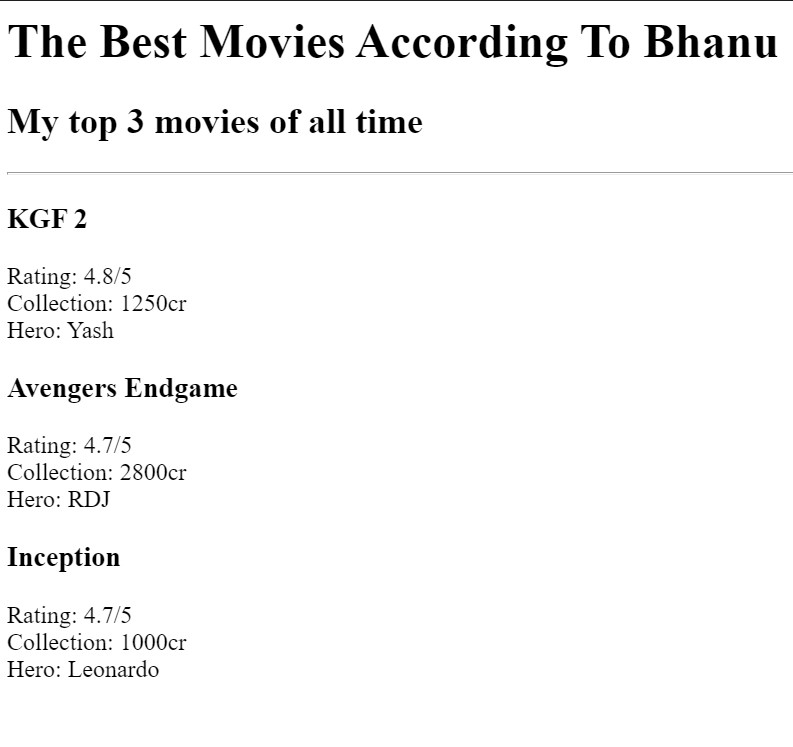 The Best Movies According To Bhanu
My top 3 movies of all time
KGF 2
Rating: 4.8/5
Collection: 1250cr
Hero: Yash
Avengers Endgame
Rating: 4.7/5
Collection: 2800cr
Hero: RDJ
Inception
Rating: 4.7/5
Collection: 1000cr
Hero: Leonardo